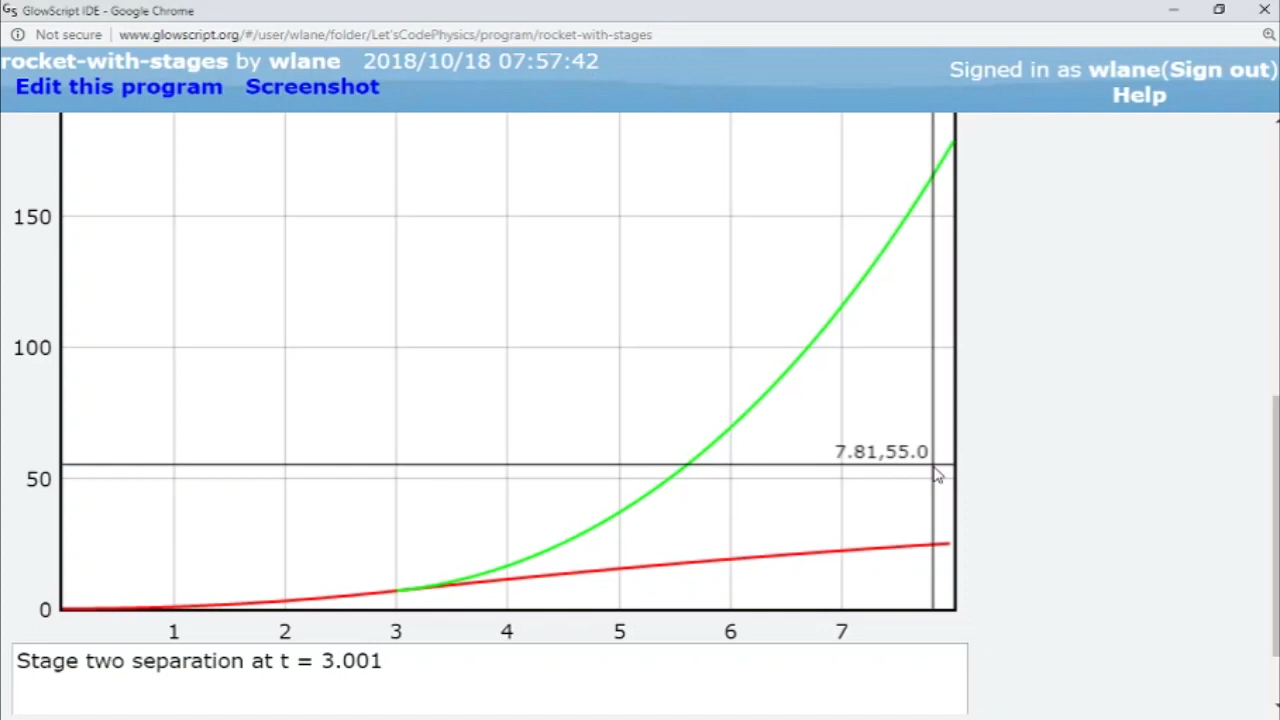 GlowScript IDE - Google Chrome
Not secure www.glowscript.org/#/user/wlane/folder/Let'sCodePhysics/program/rocket-with-stages
rocket-with-stages by wlane 2018/10/18 07:57:42
Signed in as wlane(Sign out)
Edit this program Screenshot
Help
150
100
7.81,55.0
50
0
1 2 3 4 5 6 7
Stage two separation at t = 3.001